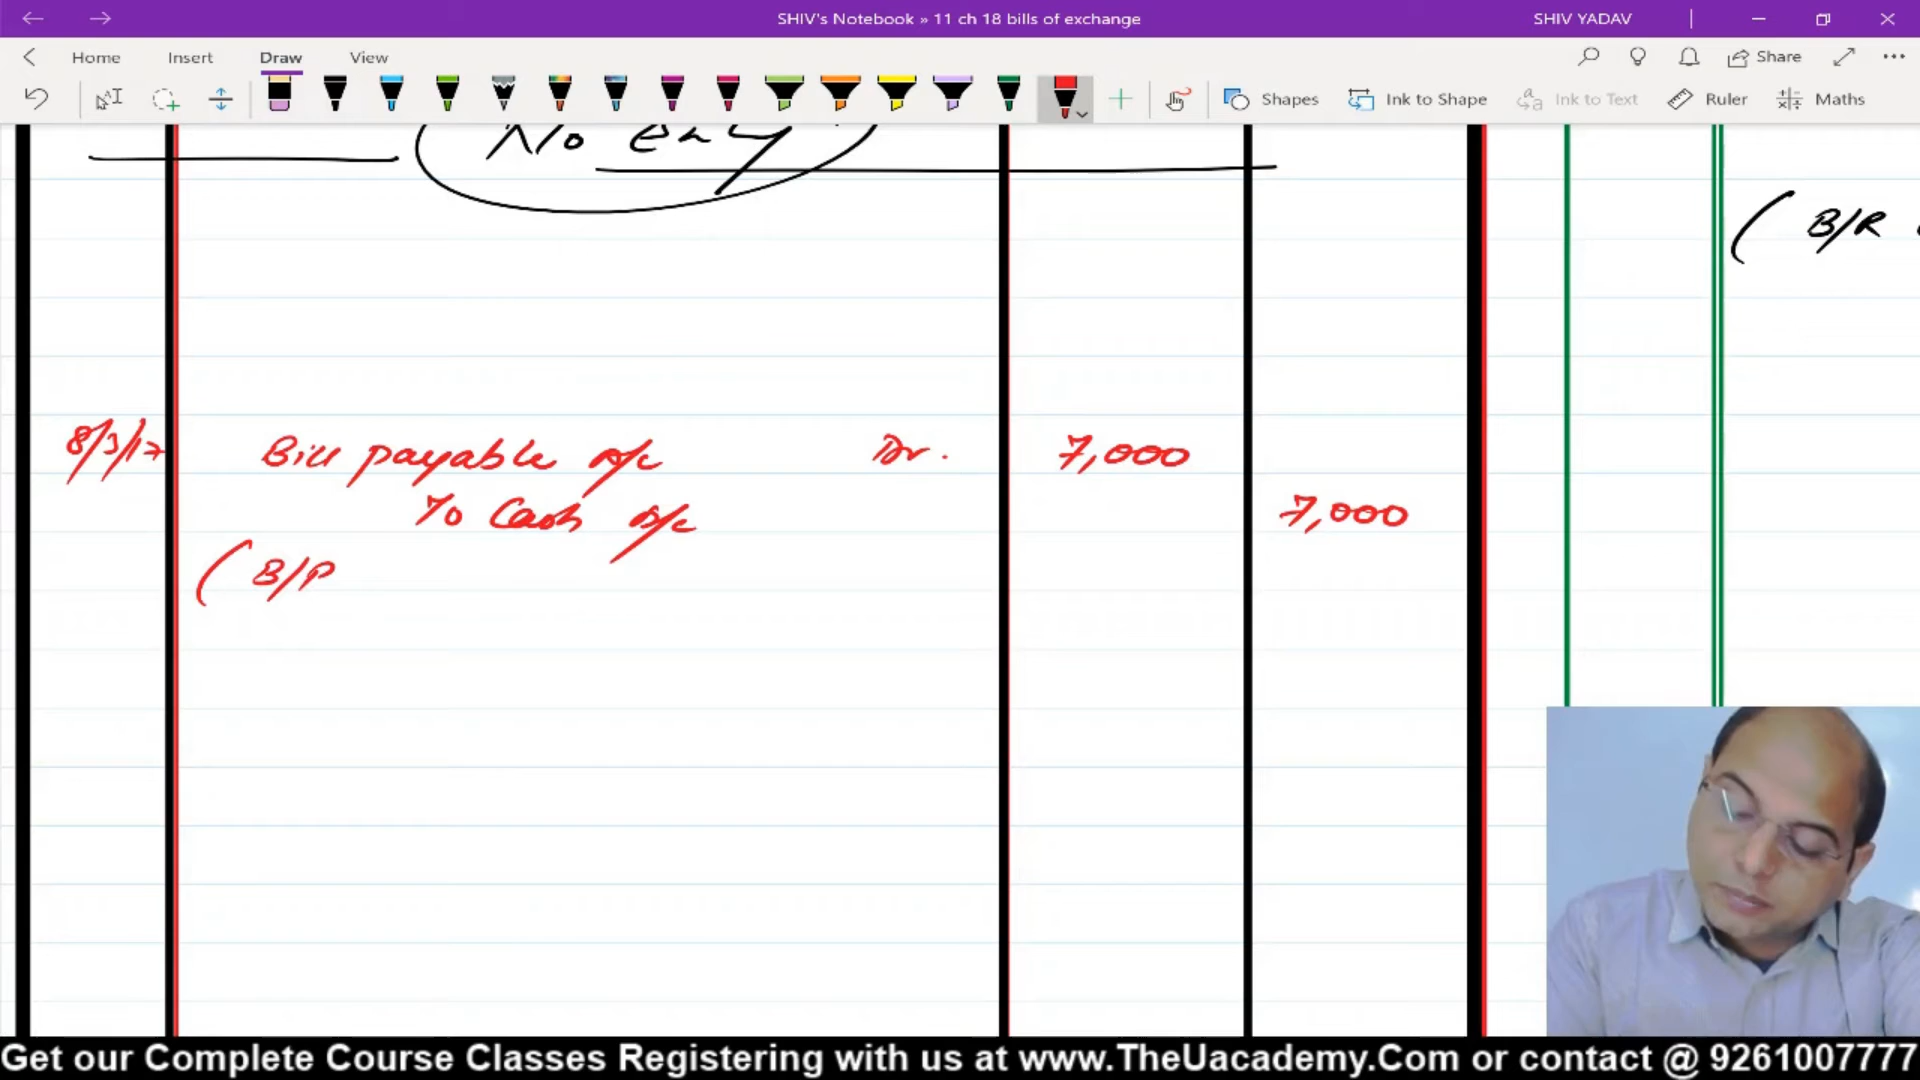 SHIV's Notebook » 11 ch 18 bills of exchange
SHIV YADAV
Home Insert Draw View
Share
Shapes
Ink to Shape
Ink to Text
Ruler
Maths
No
( B/R
8/3/17 Bill payable A/c Dr. 7,000
To Cash A/c 7,000
( B/P
Get our Complete Course Classes Registering with us at www.TheUacademy.Com or contact @ 9261007777